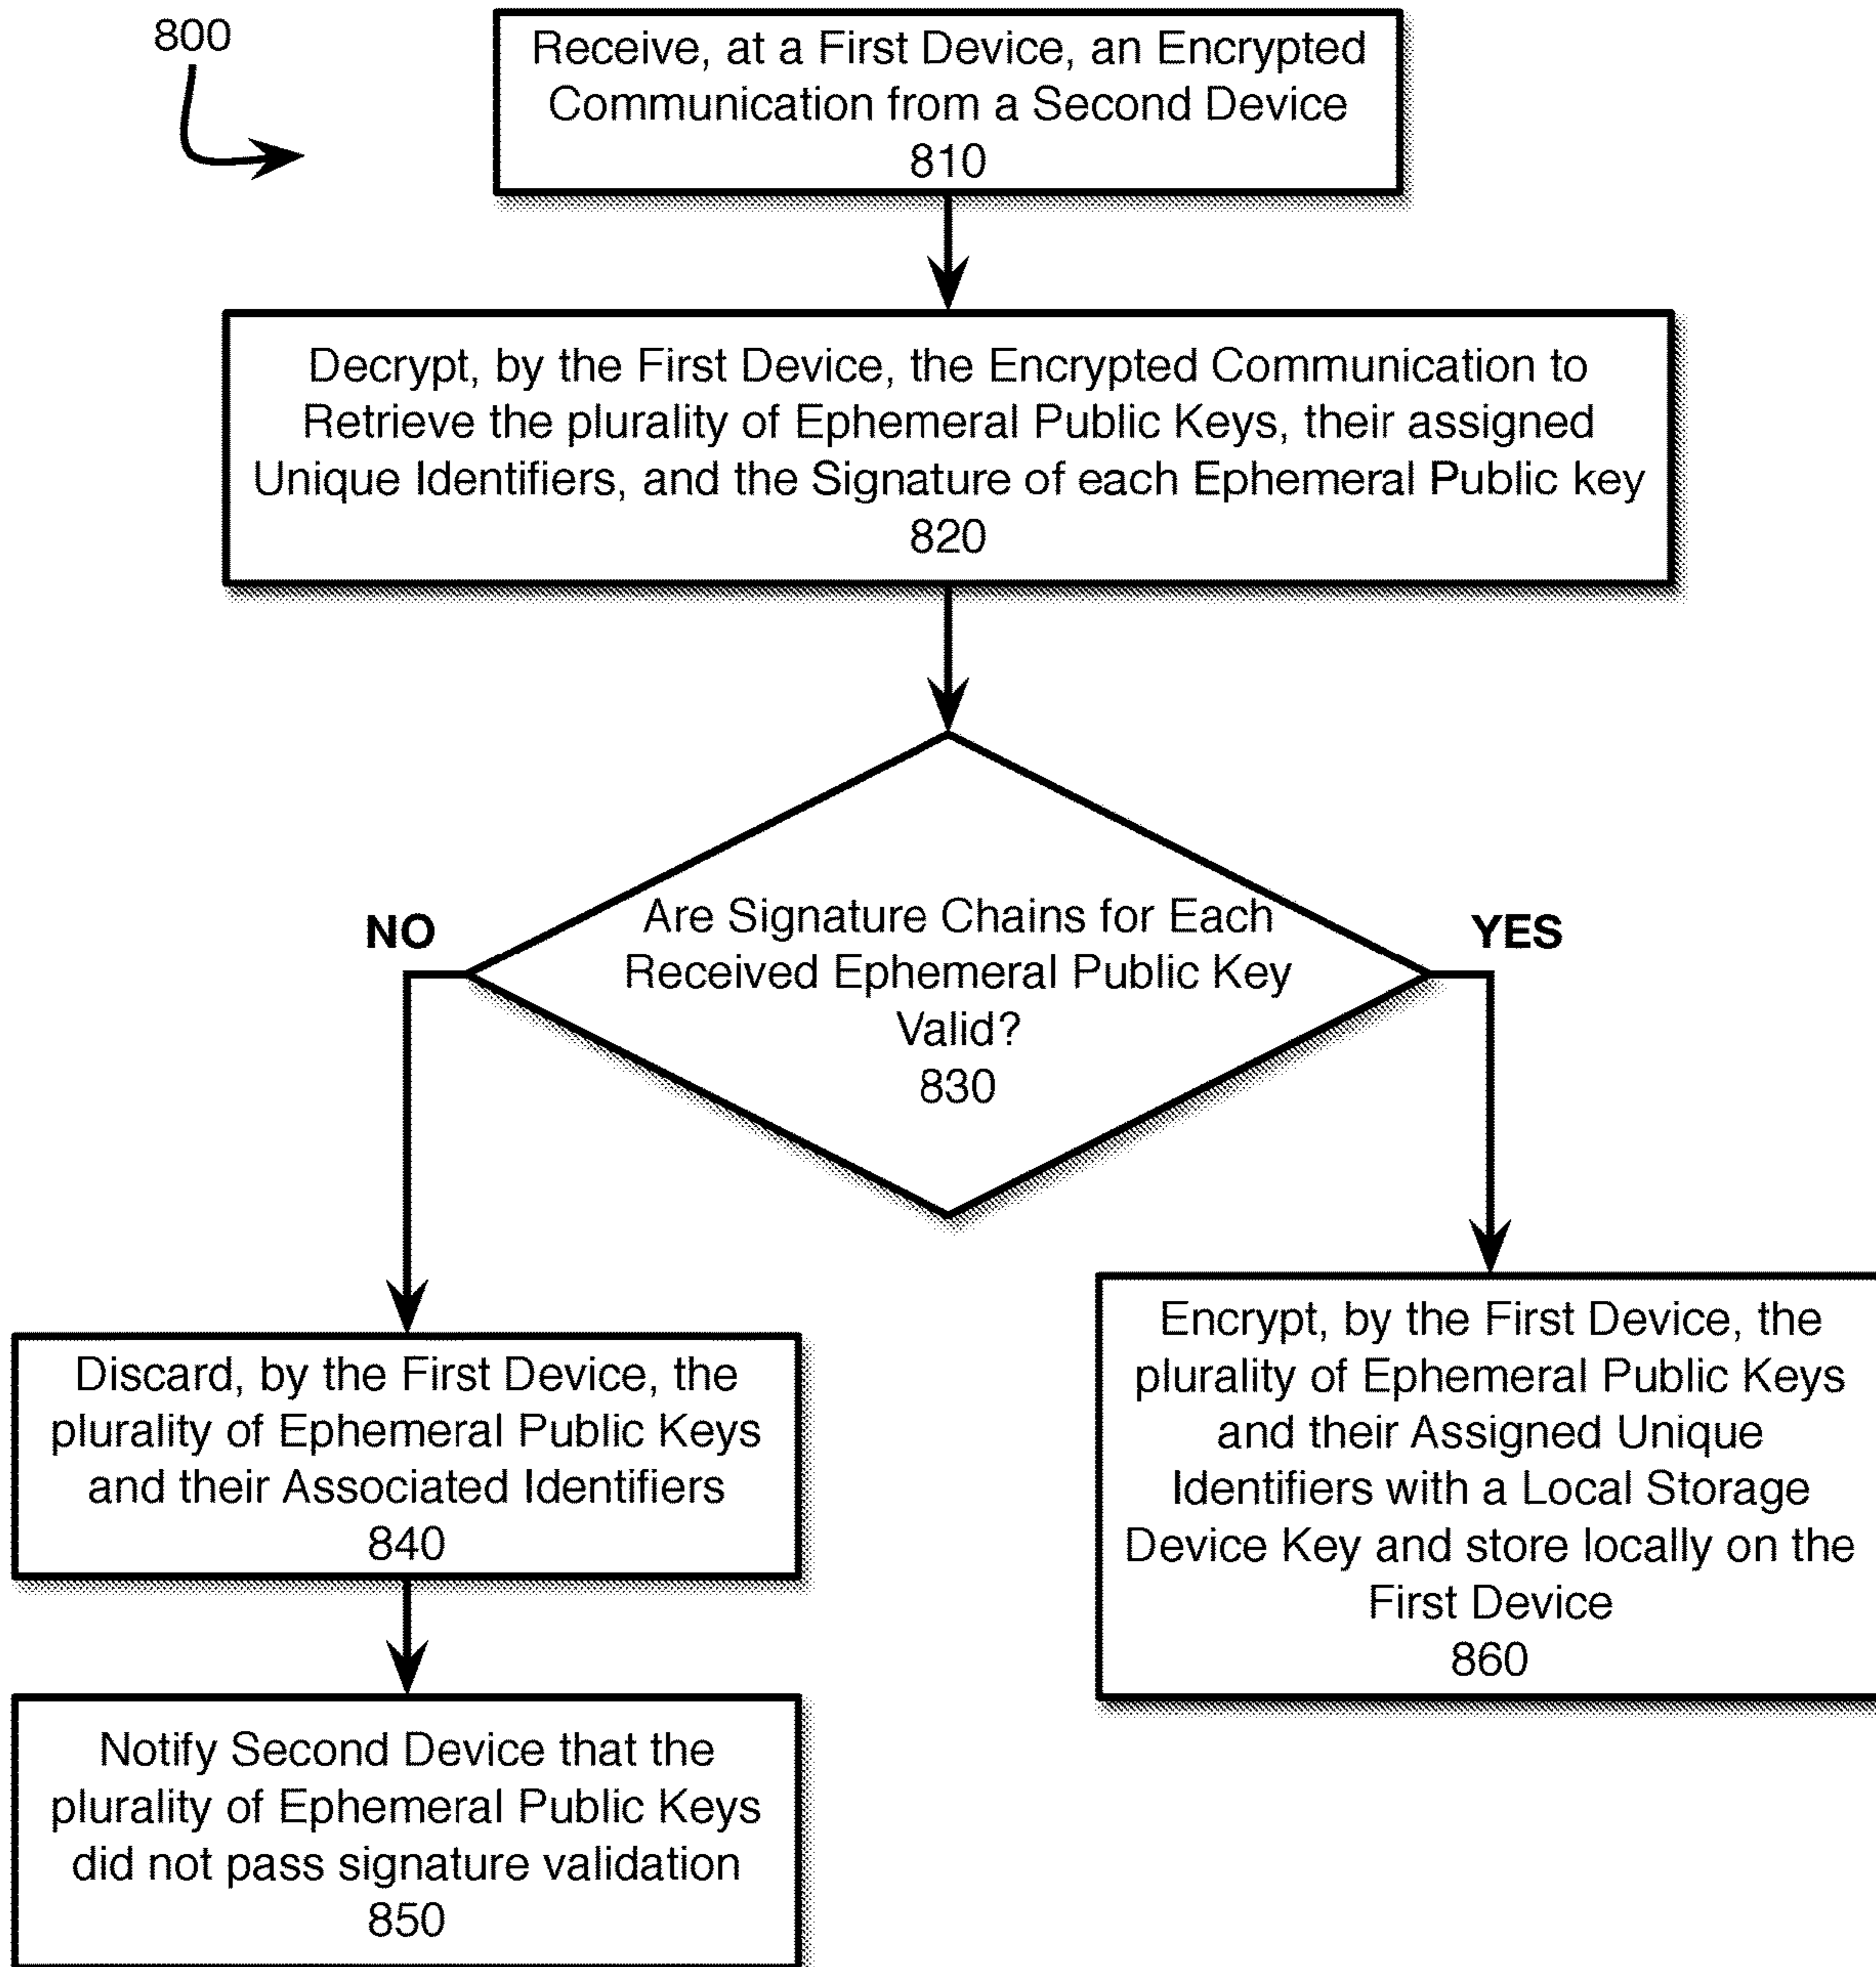 800
Receive, at a First Device, an Encrypted
Communication from a Second Device
810
Decrypt, by the First Device, the Encrypted Communication to
Retrieve the plurality of Ephemeral Public Keys, their assigned
Unique Identifiers, and the Signature of each Ephemeral Public key
820
Are Signature Chains for Each
Received Ephemeral Public Key
Valid?
830
NO
YES
Discard, by the First Device, the
plurality of Ephemeral Public Keys
and their Associated Identifiers
840
Notify Second Device that the
plurality of Ephemeral Public Keys
did not pass signature validation
850
Encrypt, by the First Device, the
plurality of Ephemeral Public Keys
and their Assigned Unique
Identifiers with a Local Storage
Device Key and store locally on the
First Device
860